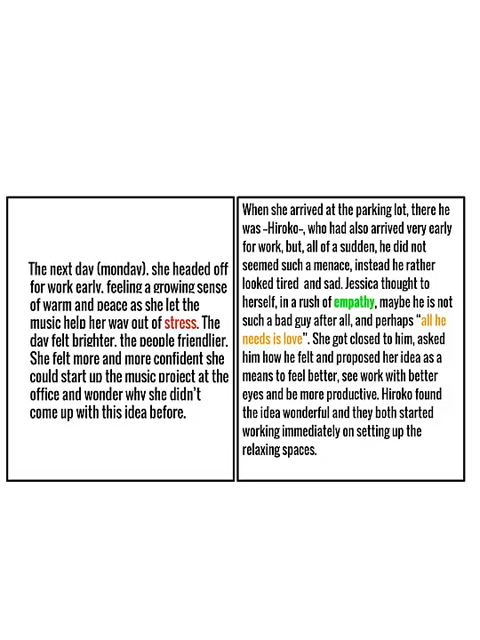 The next day (monday), she headed off
for work early, feeling a growing sense
of warm and peace as she let the
music help her way out of stress. The
day felt brighter, the people friendlier.
She felt more and more confident she
could start up the music project at the
office and wonder why she didn't
come up with this idea before.
When she arrived at the parking lot, there he
was -Hiroko-, who had also arrived very early
for work, but, all of a sudden, he did not
seemed such a menace, instead he rather
looked tired and sad. Jessica thought to
herself, in a rush of empathy, maybe he is not
such a bad guy after all, and perhaps "all he
needs is love". She got closed to him, asked
him how he felt and proposed her idea as a
means to feel better, see work with better
eyes and be more productive. Hiroko found
the idea wonderful and they both started
working immediately on setting up the
relaxing spaces.